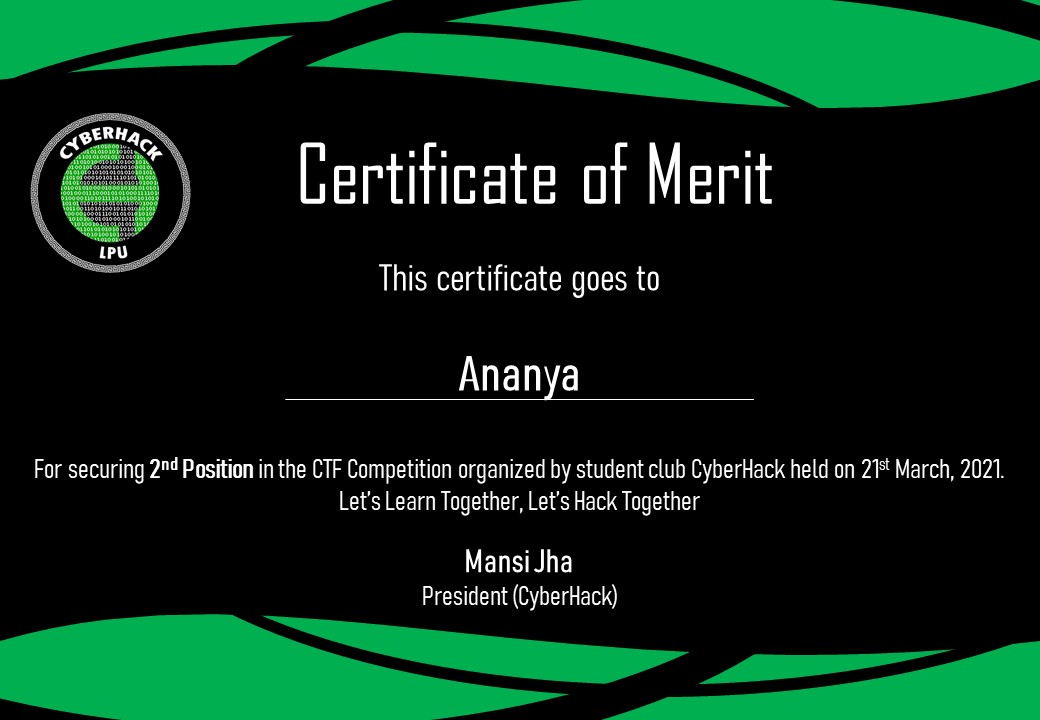 CYBERHACK
LPU
Certificate of Merit
This certificate goes to
Ananya
For securing 2nd Position in the CTF Competition organized by student club CyberHack held on 21st March, 2021.
Let's Learn Together, Let's Hack Together
Mansi Jha
President (CyberHack)